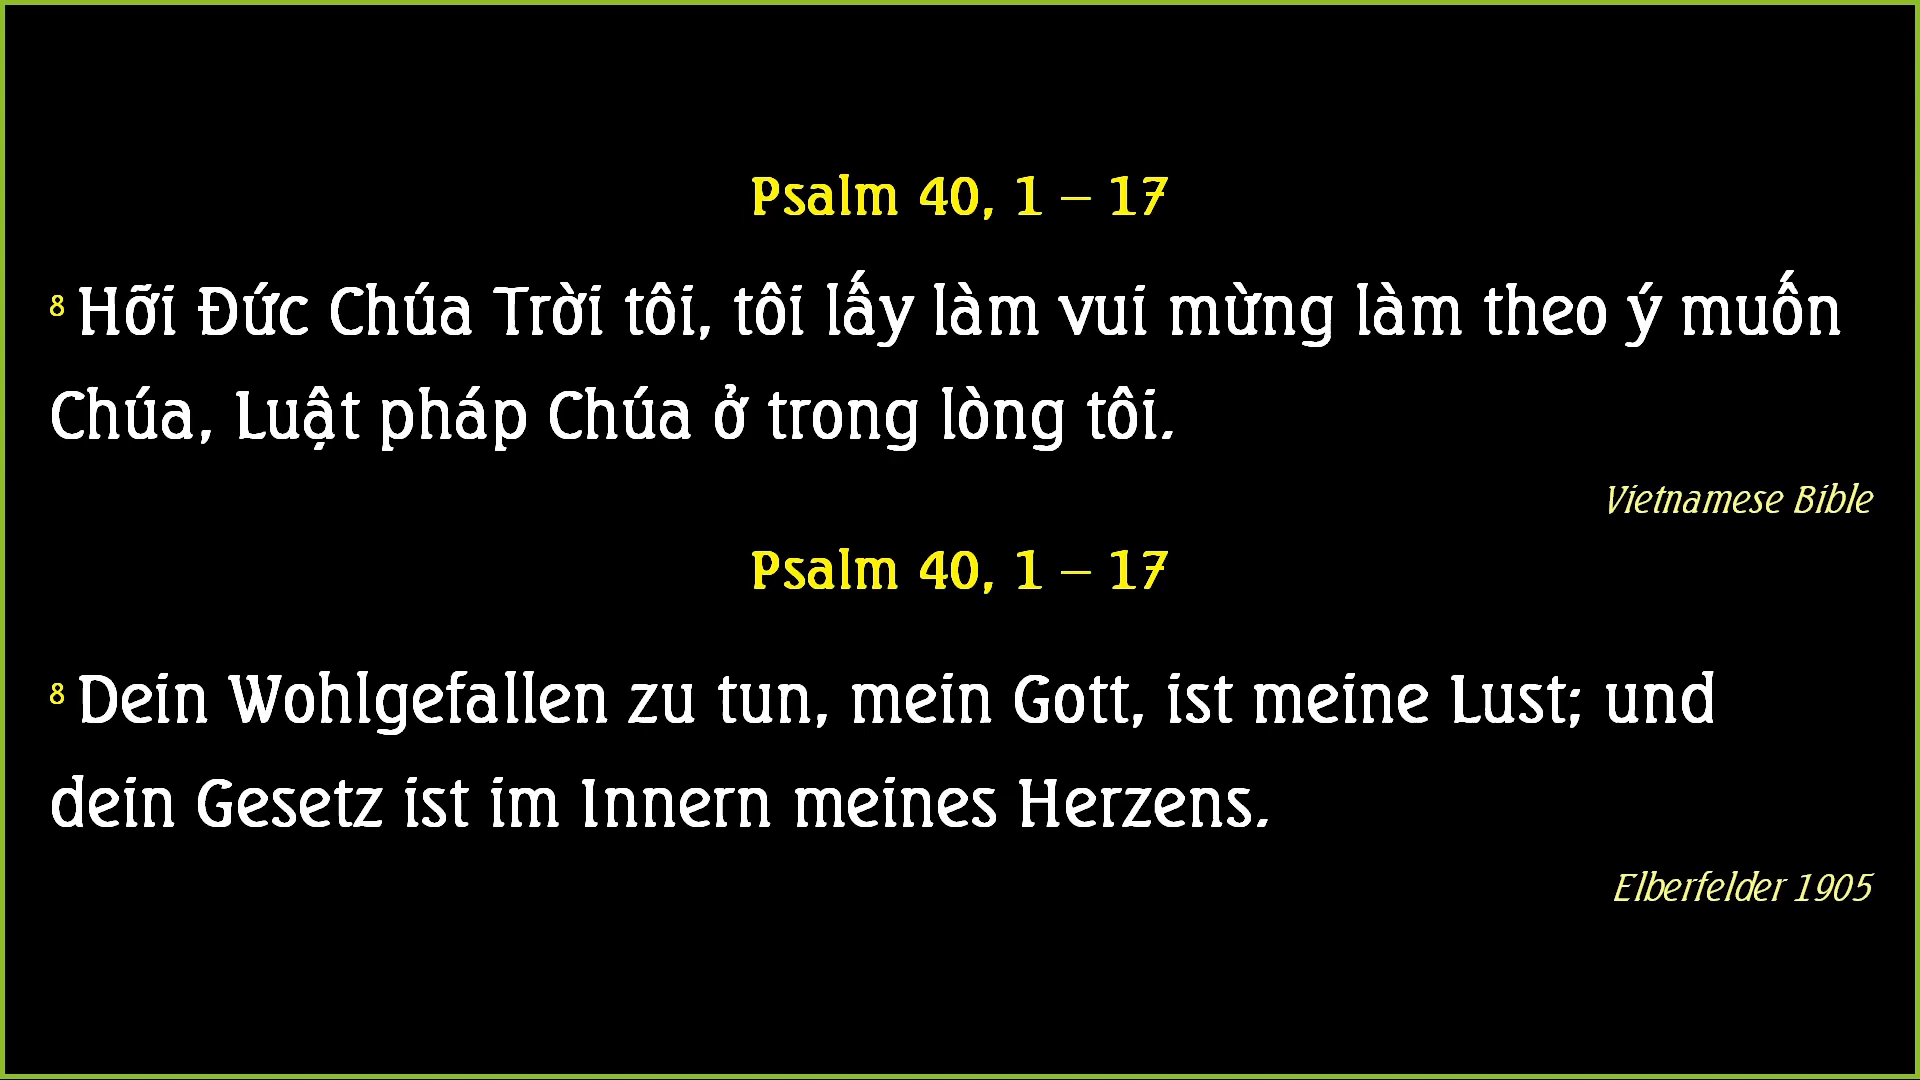 Psalm 40, 1 – 17
8 Hỡi Đức Chúa Trời tôi, tôi lấy làm vui mừng làm theo ý muốn
Chúa, Luật pháp Chúa ở trong lòng tôi.
Vietnamese Bible
Psalm 40, 1 – 17
8 Dein Wohlgefallen zu tun, mein Gott, ist meine Lust; und
dein Gesetz ist im Innern meines Herzens.
Elberfelder 1905